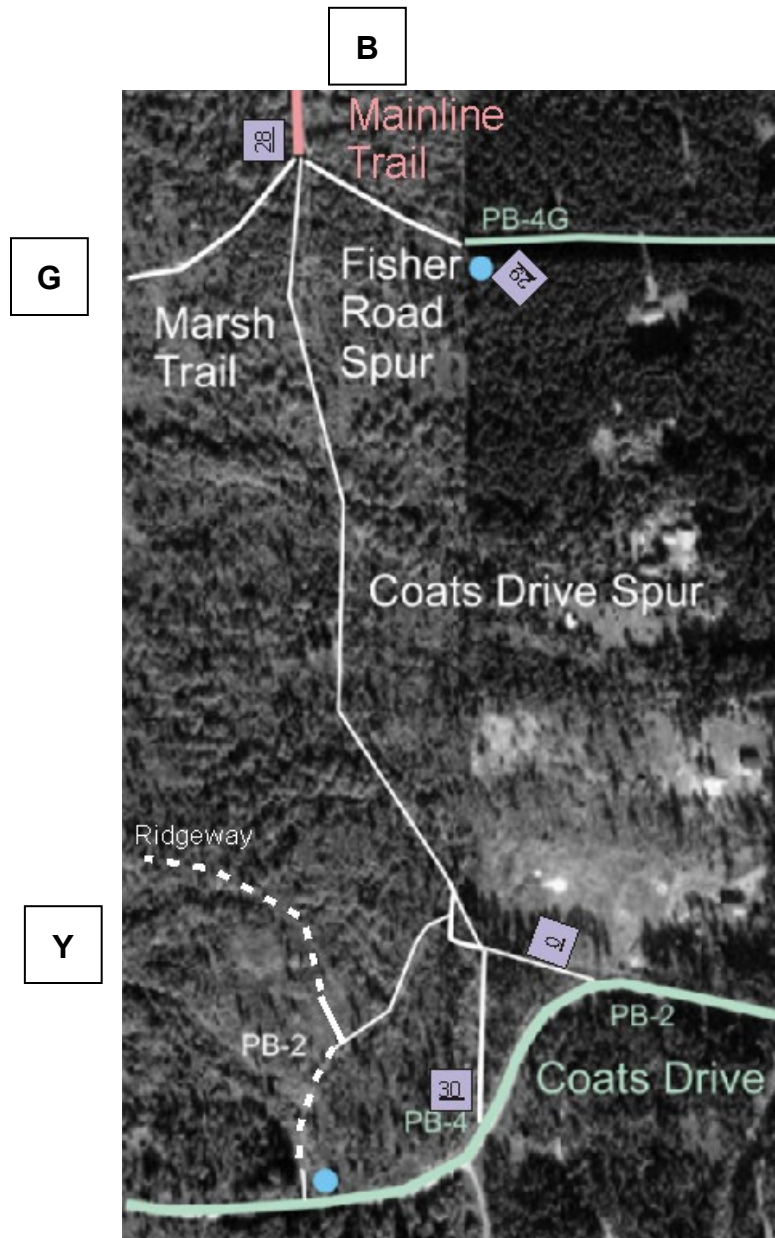 B
Mainline
Trail
28
PB-4G
G
Fisher
Road
Spur
29
Marsh
Trail
Coats Drive Spur
Ridgeway
Y
0
PB-2
PB-2
Coats Drive
30
PB-4